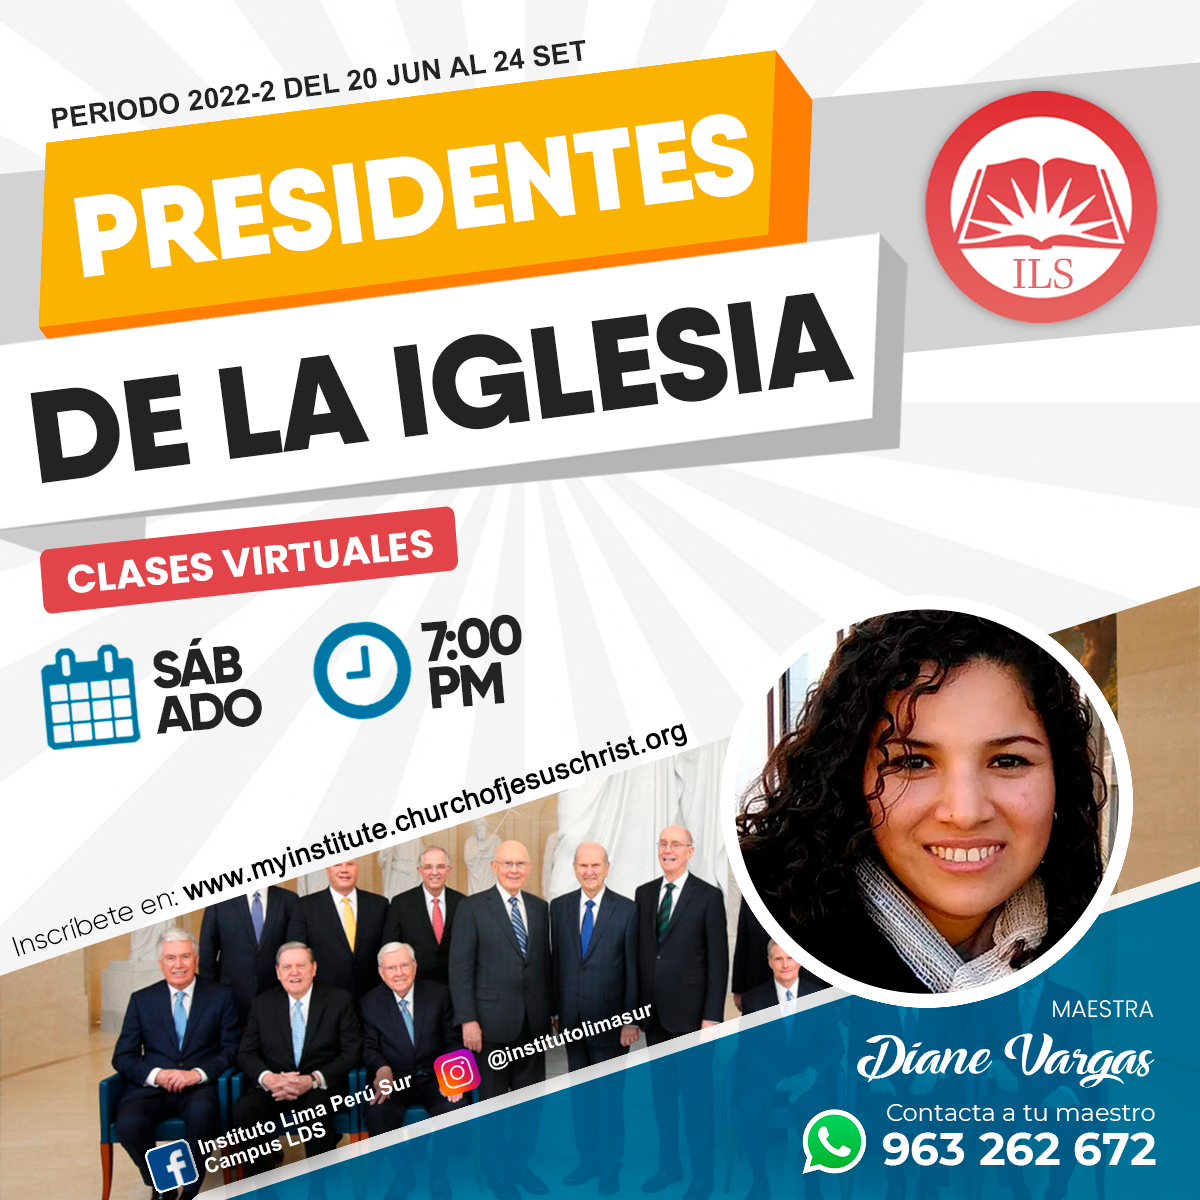 PERIODO 2022-2 DEL 20 JUN AL 24 SET
PRESIDENTES
DE LA IGLESIA
ILS
CLASES VIRTUALES
SÁB
ADO
7:00
PM
Inscríbete en: www.myinstitute.churchofjesuschrist.org
@institutolimasur
Instituto Lima Perú Sur
Campus LDS
MAESTRA
Diane Vargas
Contacta a tu maestro
963 262 672